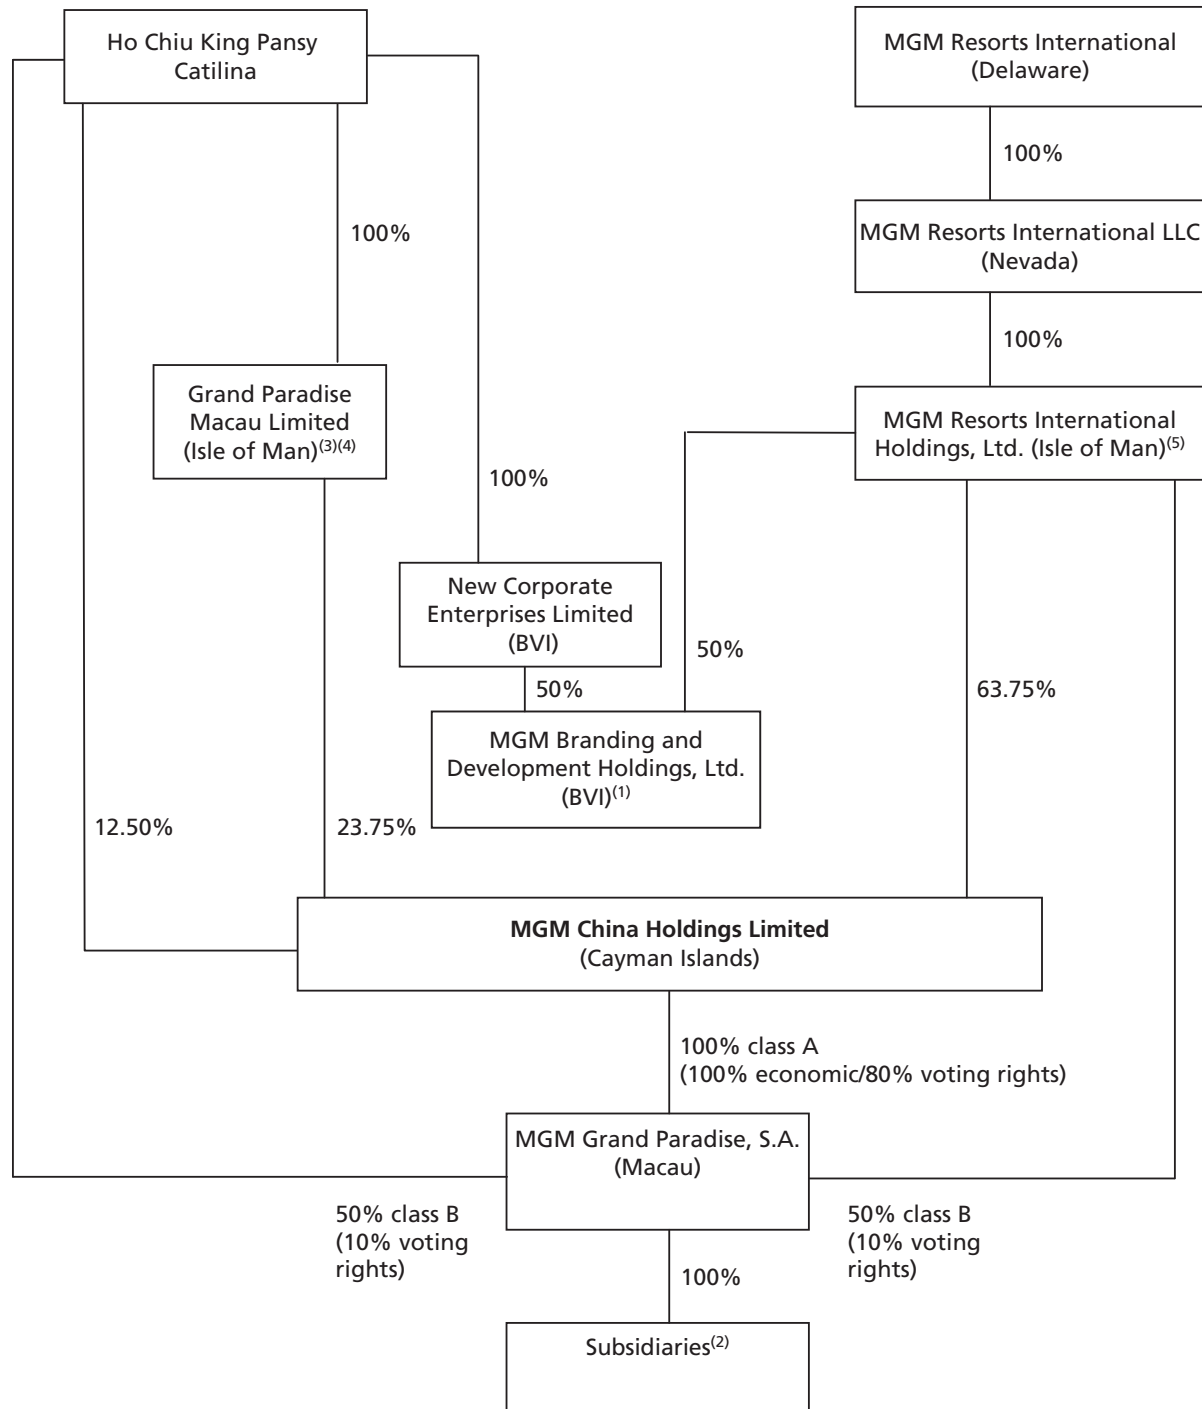 Ho Chiu King Pansy
Catilina
MGM Resorts International
(Delaware)
100%
MGM Resorts International LLC
(Nevada)
100%
100%
Grand Paradise
Macau Limited
(Isle of Man)(3)(4)
MGM Resorts International
Holdings, Ltd. (Isle of Man)(5)
100%
New Corporate
Enterprises Limited
(BVI)
50%
50%
63.75%
MGM Branding and
Development Holdings, Ltd.
(BVI)(1)
12.50%
23.75%
MGM China Holdings Limited
(Cayman Islands)
100% class A
(100% economic/80% voting rights)
MGM Grand Paradise, S.A.
(Macau)
50% class B
(10% voting
rights)
50% class B
(10% voting
rights)
100%
Subsidiaries(2)